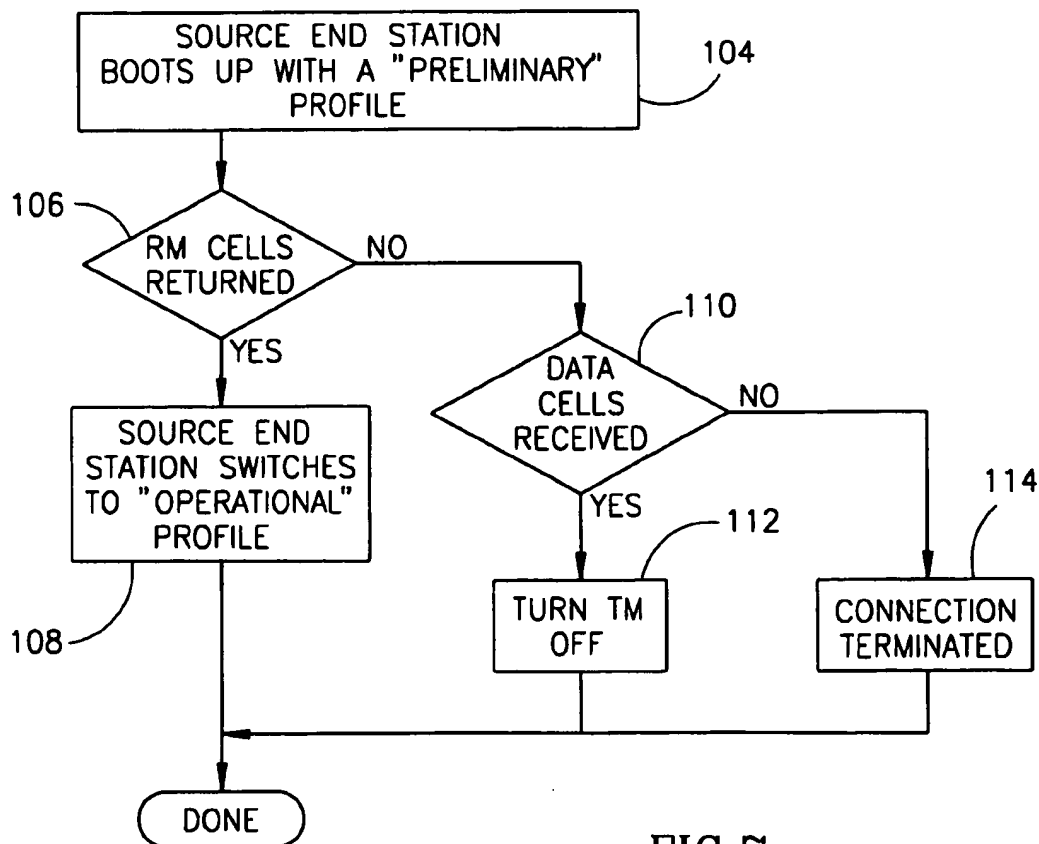 SOURCE END STATION
BOOTS UP WITH A "PRELIMINARY"
PROFILE
104
106
RM CELLS
RETURNED
NO
YES
110
DATA
CELLS
RECEIVED
NO
YES
SOURCE END
STATION SWITCHES
TO "OPERATIONAL"
PROFILE
108
112
TURN TM
OFF
114
CONNECTION
TERMINATED
DONE